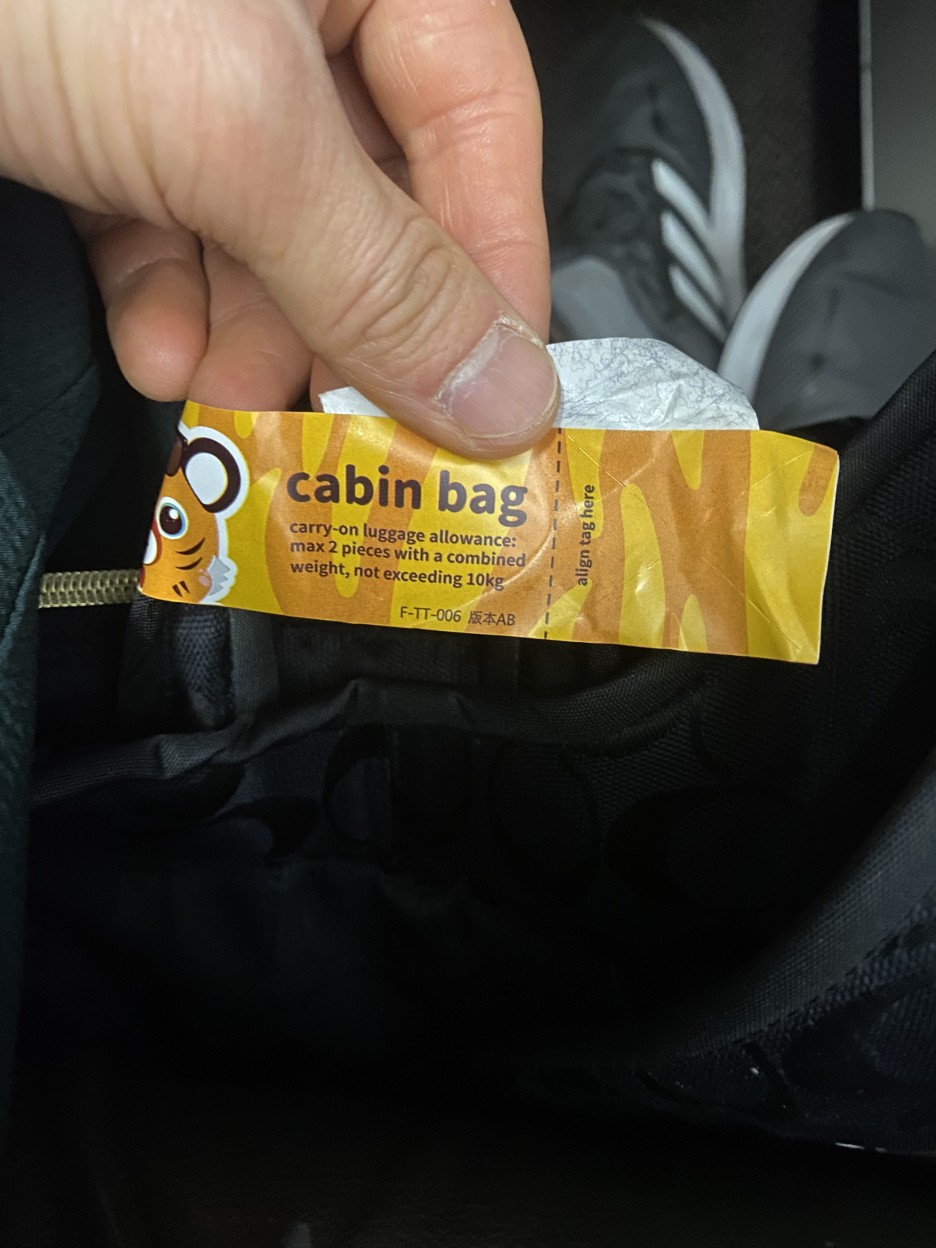 cabin bag
carry-on luggage allowance:
max 2 pieces with a combined
weight, not exceeding 10kg
F-TT-006 版本AB
align tag here